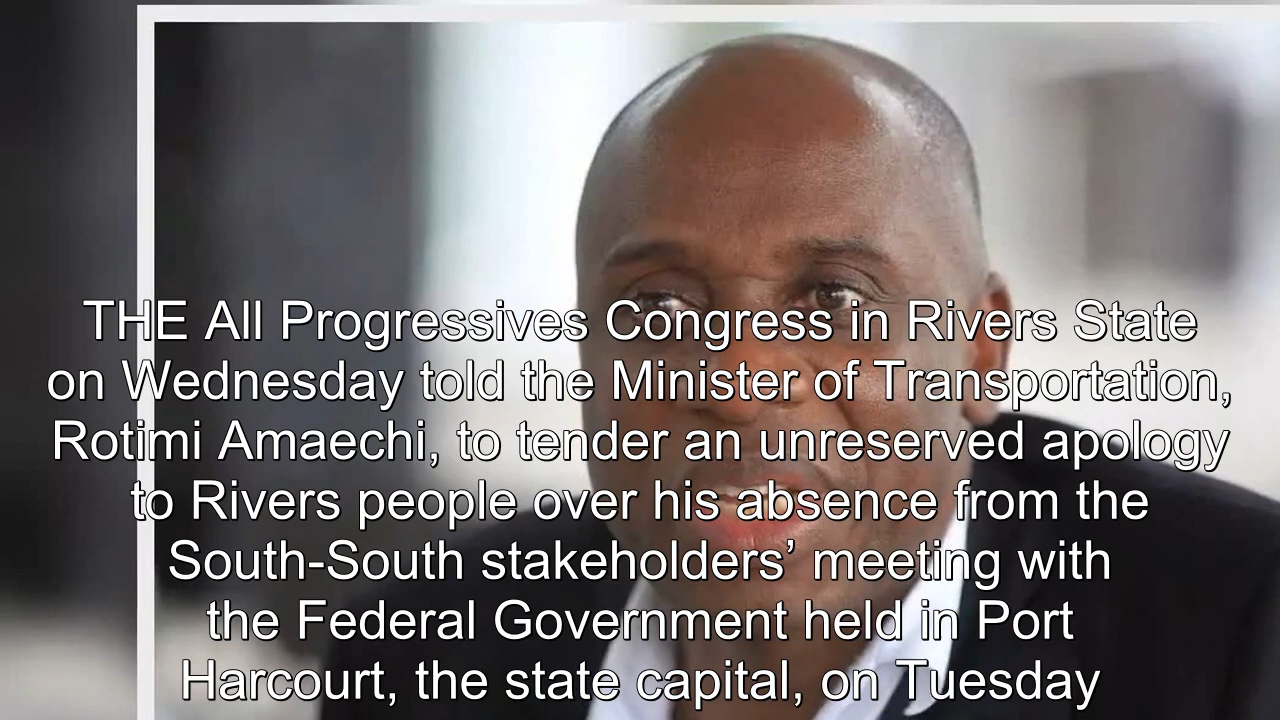 THE All Progressives Congress in Rivers State
on Wednesday told the Minister of Transportation,
Rotimi Amaechi, to tender an unreserved apology
to Rivers people over his absence from the
South-South stakeholders’ meeting with
the Federal Government held in Port
Harcourt, the state capital, on Tuesday